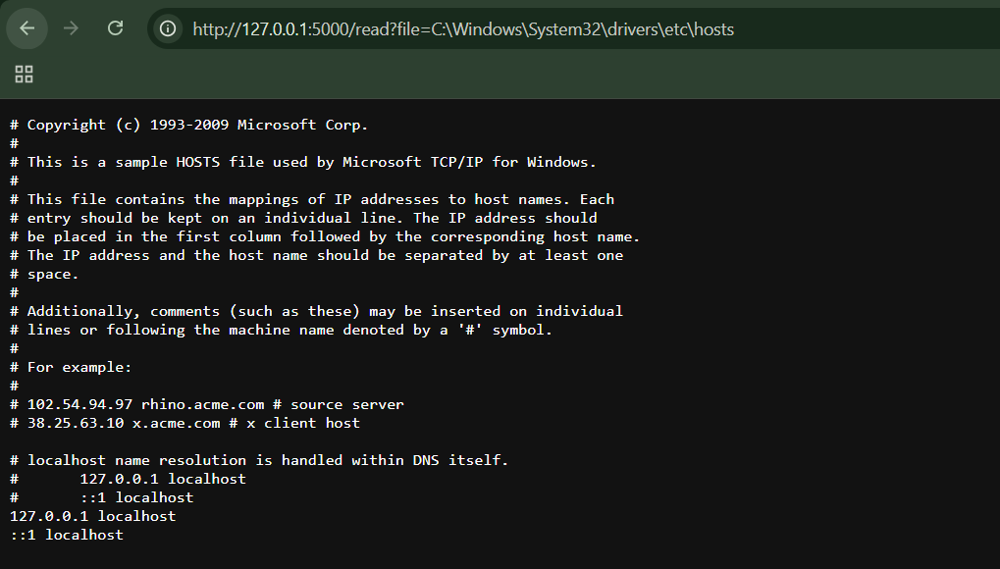 http://127.0.0.1:5000/read?file=C:\Windows\System32\drivers\etc\hosts
# Copyright (c) 1993-2009 Microsoft Corp.
#
# This is a sample HOSTS file used by Microsoft TCP/IP for Windows.
#
# This file contains the mappings of IP addresses to host names. Each
# entry should be kept on an individual line. The IP address should
# be placed in the first column followed by the corresponding host name.
# The IP address and the host name should be separated by at least one
# space.
#
# Additionally, comments (such as these) may be inserted on individual
# lines or following the machine name denoted by a '#' symbol.
#
# For example:
#
# 102.54.94.97 rhino.acme.com # source server
# 38.25.63.10 x.acme.com # x client host

# localhost name resolution is handled within DNS itself.
#       127.0.0.1 localhost
#       ::1 localhost
127.0.0.1 localhost
::1 localhost